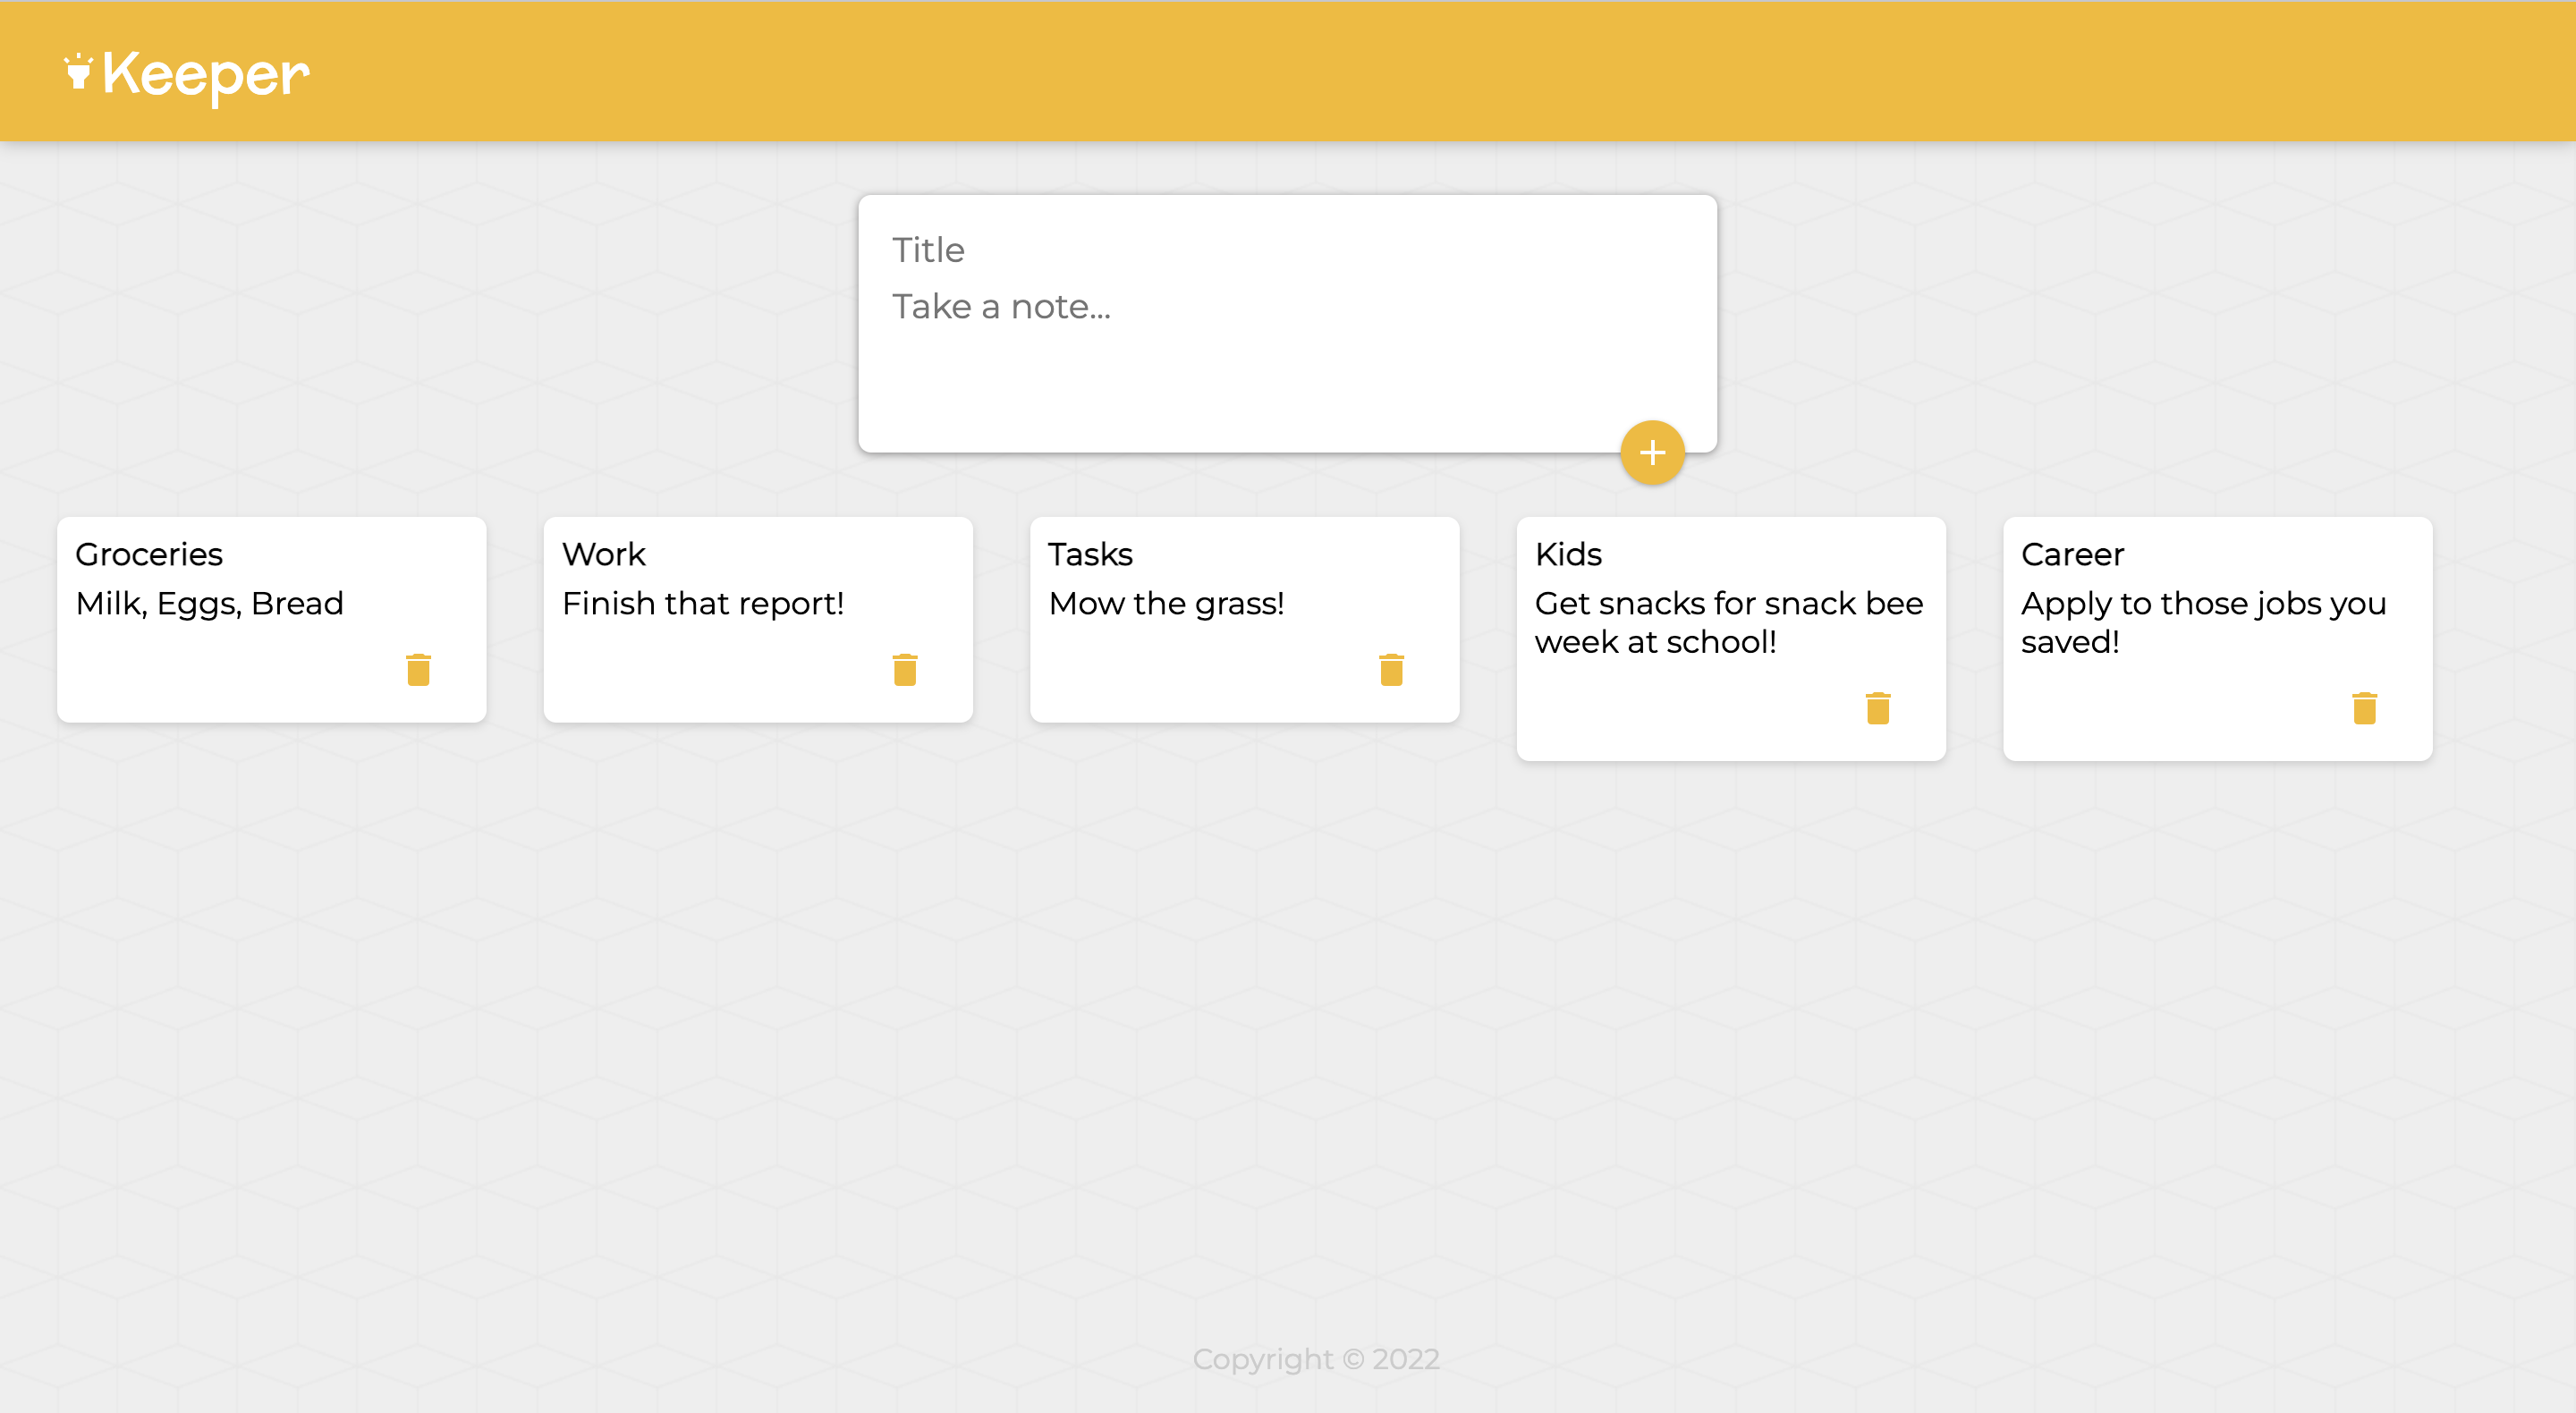 Keeper
Title
Take a note...
Groceries
Milk, Eggs, Bread
Work
Finish that report!
Tasks
Mow the grass!
Kids
Get snacks for snack bee
week at school!
Career
Apply to those jobs you
saved!
Copyright © 2022